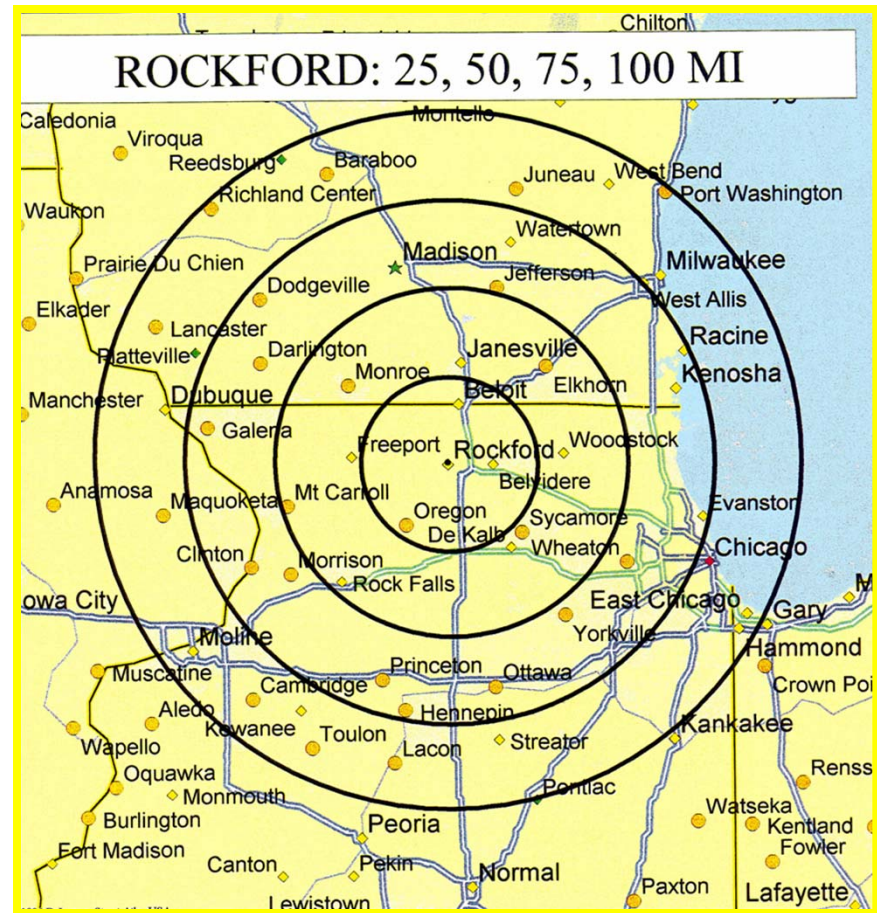 Chilton
ROCKFORD: 25, 50, 75, 100 MI
Montello
Caledonia
Viroqua
Reedsburg
Baraboo
Juneau
West Bend
Richland Center
Port Washington
Waukon
Watertown
Madison
Prairie Du Chien
Milwaukee
Jefferson
Dodgeville
West Allis
Elkader
Lancaster
Racine
Platteville
Darlington
Janesville
Monroe
Elkhorn
Kenosha
Manchester
Dubuque
Beloit
Galena
Freeport
Rockford
Woodstock
Belvidere
Anamosa
Maquoketa
Mt Carroll
Evanston
Oregon
Sycamore
De Kalb
Clinton
Morrison
Wheaton
Chicago
Rock Falls
owa City
East Chicago
Gary
Moline
Yorkville
Hammond
Muscatine
Princeton
Ottawa
Crown Poi
Cambridge
Aledo
Hennepin
Kewanee
Kankakee
Wapello
Toulon
Streator
Lacon
Oquawka
Renss
Monmouth
Pontiac
Burlington
Peoria
Watseka
Kentland
Fort Madison
Fowler
Canton
Pekin
Normal
Paxton
Lafayette
Lewistown